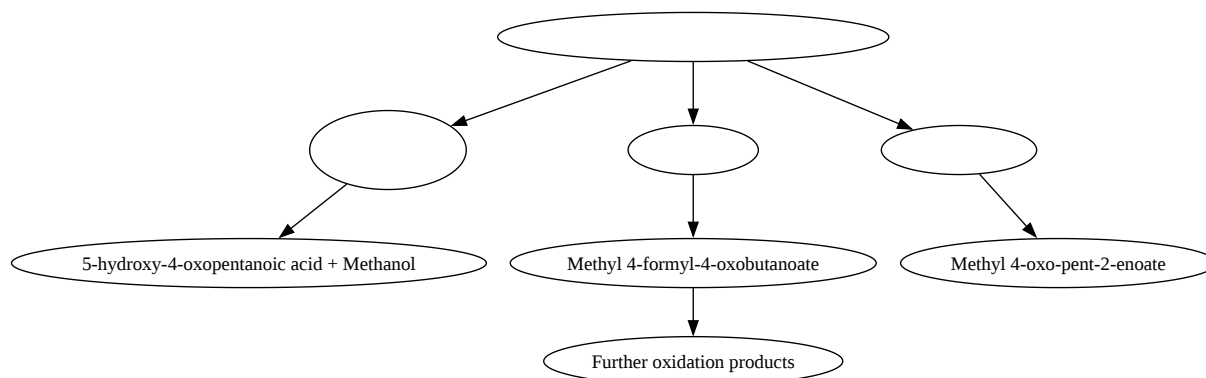 5-hydroxy-4-oxopentanoic acid + Methanol
Methyl 4-formyl-4-oxobutanoate
Methyl 4-oxo-pent-2-enoate
Further oxidation products